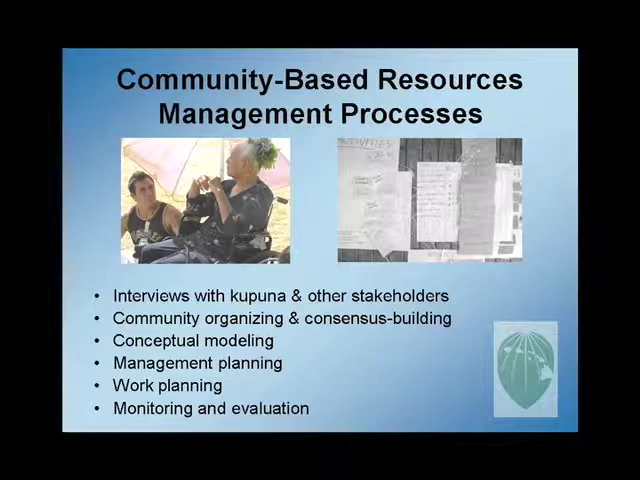 Community-Based Resources
Management Processes
• Interviews with kupuna & other stakeholders
• Community organizing & consensus-building
• Conceptual modeling
• Management planning
• Work planning
• Monitoring and evaluation